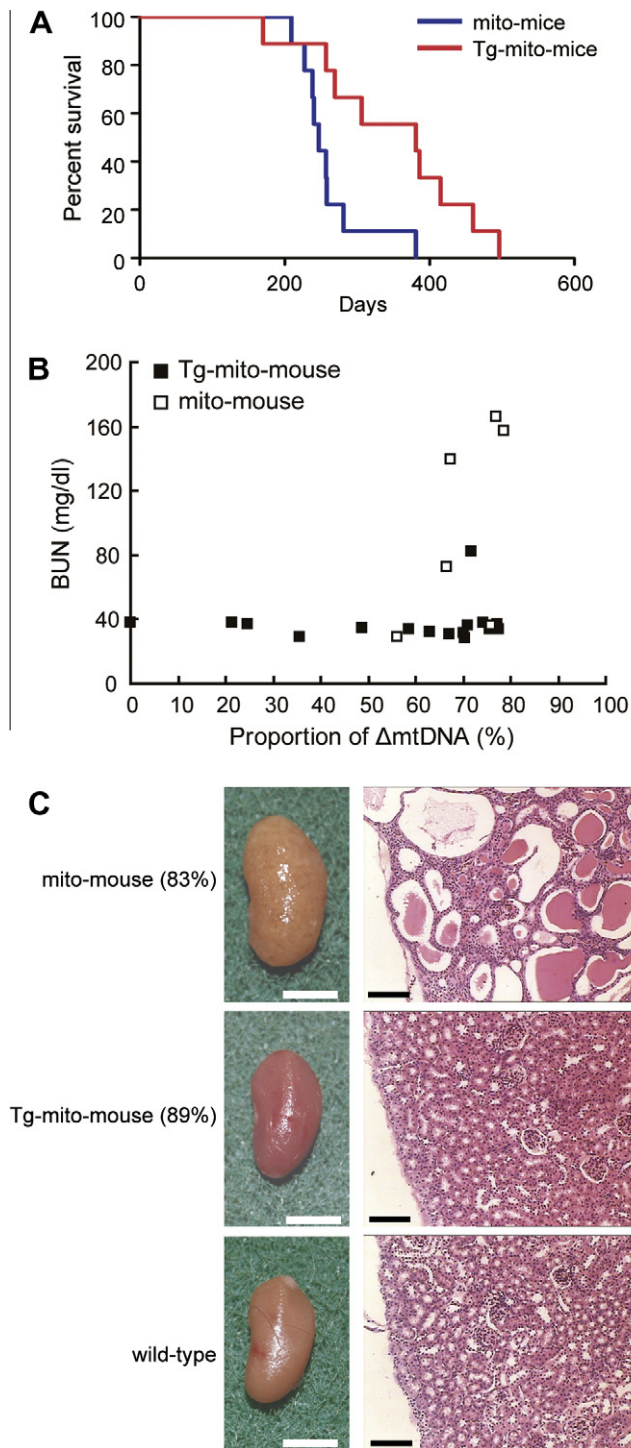 A
mito-mice
Tg-mito-mice
Percent survival
100
80
60
40
20
0
0 200 400 600
Days
B
Tg-mito-mouse
mito-mouse
BUN (mg/dl)
200
160
120
80
40
0
0 10 20 30 40 50 60 70 80 90 100
Proportion of ΔmtDNA (%)
C
mito-mouse (83%)
Tg-mito-mouse (89%)
wild-type